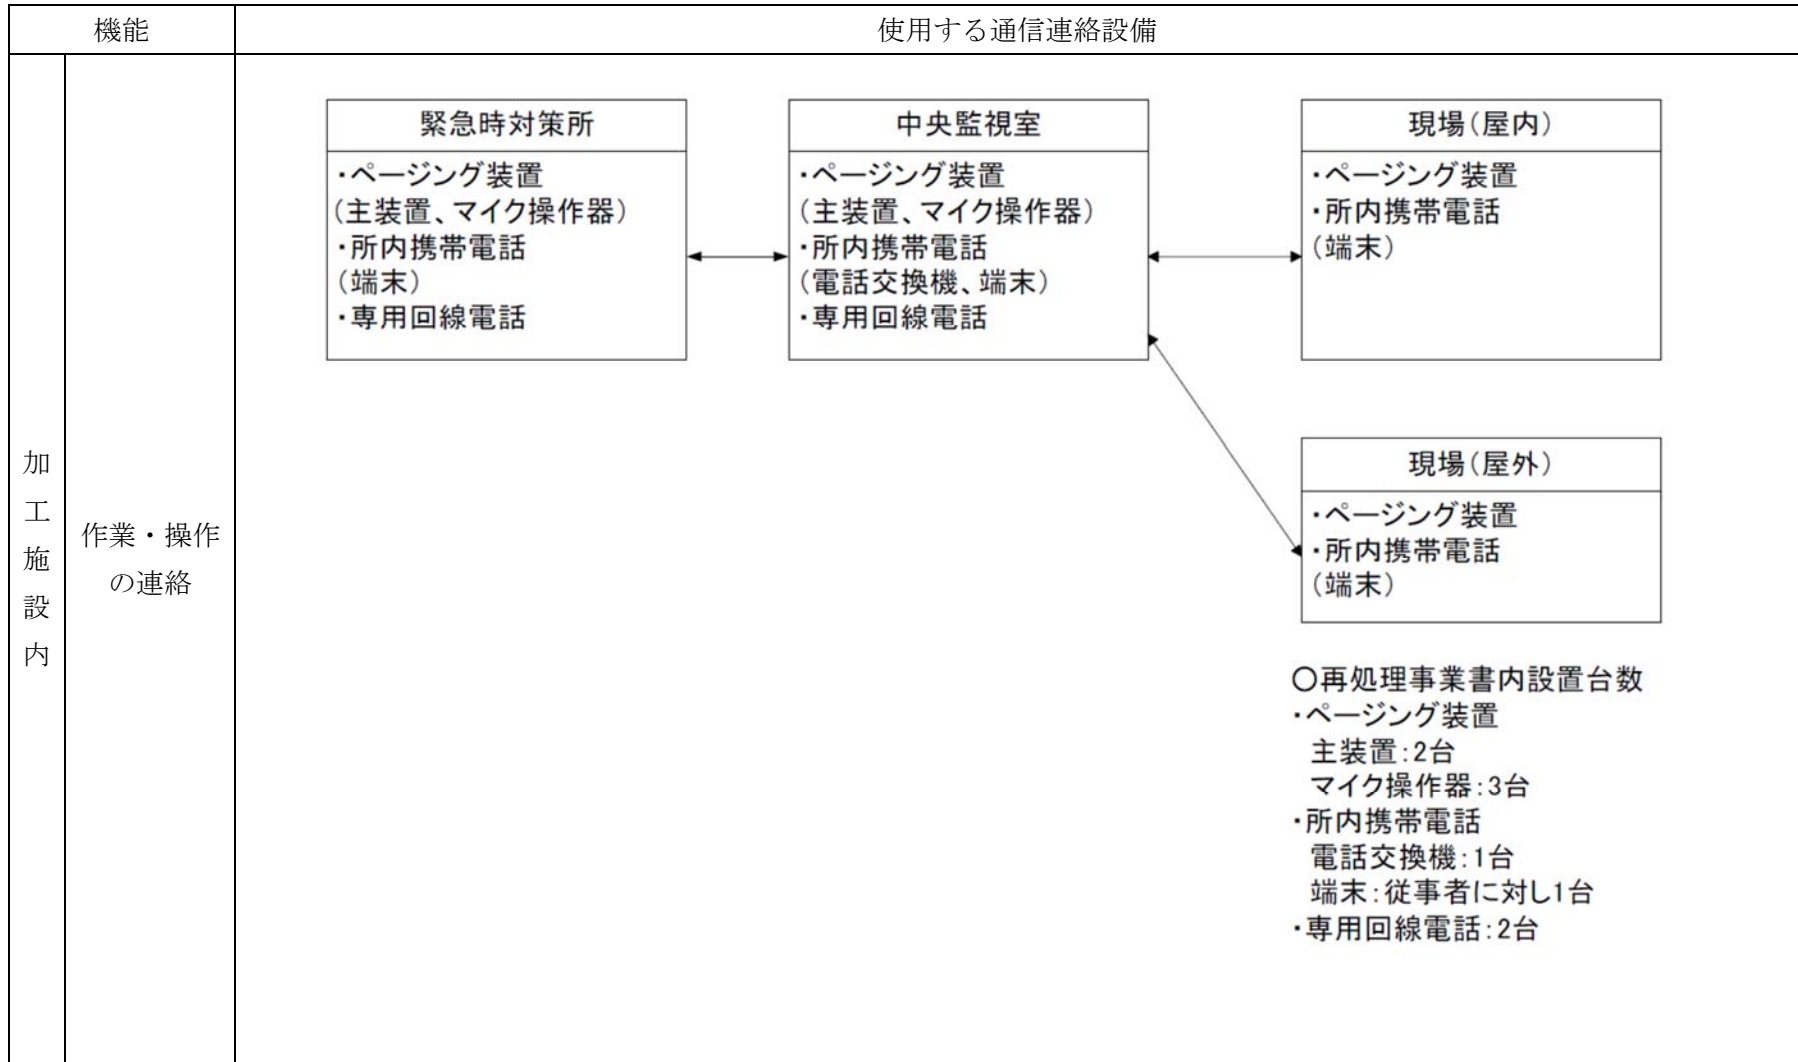 機能
使用する通信連絡設備
加
工
施
設
内
作業・操作
の連絡
緊急時対策所
・ページング装置
(主装置、マイク操作器)
・所内携帯電話
(端末)
・専用回線電話
中央監視室
・ページング装置
(主装置、マイク操作器)
・所内携帯電話
(電話交換機、端末)
・専用回線電話
現場(屋内)
・ページング装置
・所内携帯電話
(端末)
現場(屋外)
・ページング装置
・所内携帯電話
(端末)
〇再処理事業書内設置台数
・ページング装置
主装置:2台
マイク操作器:3台
・所内携帯電話
電話交換機:1台
端末:従事者に対し1台
・専用回線電話:2台